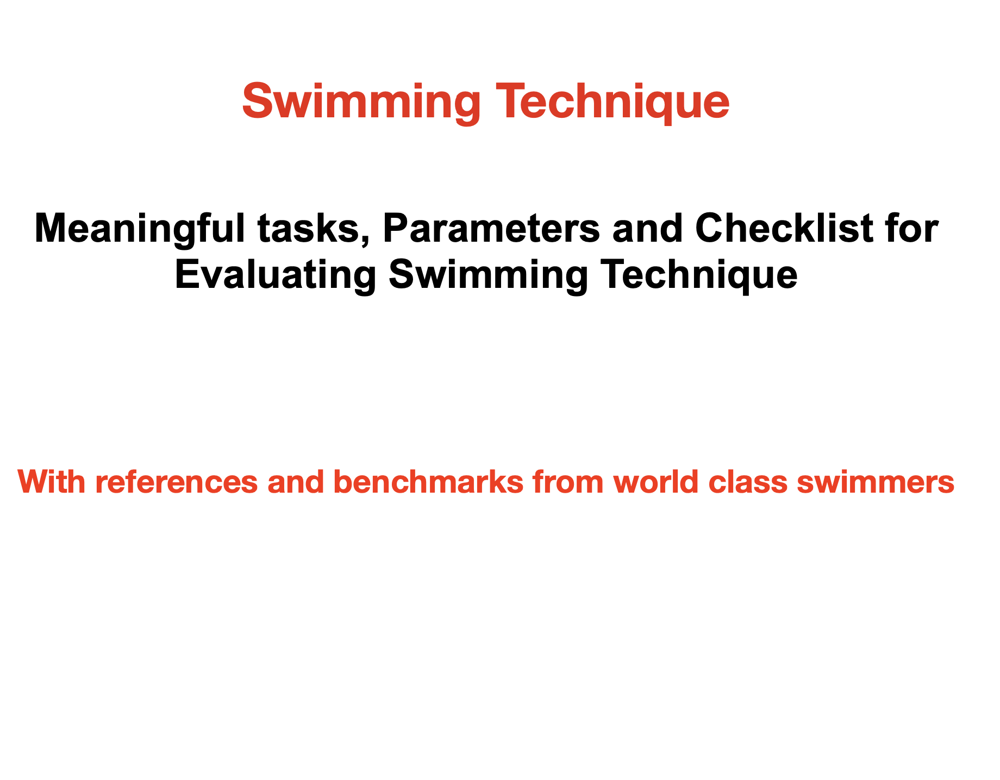 Swimming Technique
Meaningful tasks, Parameters and Checklist for
Evaluating Swimming Technique
With references and benchmarks from world class swimmers